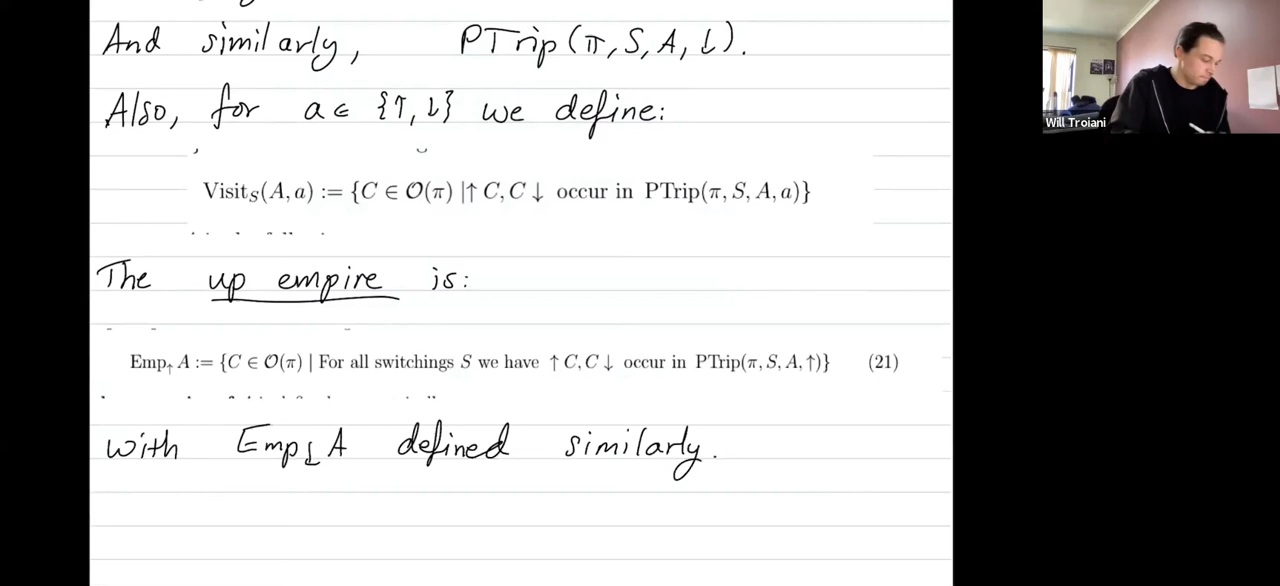 And similarly, PTrip(π, S, A, ↓).
Also, for a ∈ {↑, ↓} we define:
Visit_S(A, a) := {C ∈ O(π) |↑ C, C ↓ occur in PTrip(π, S, A, a)}
The up empire is:
Emp_↑ A := {C ∈ O(π) | For all switchings S we have ↑ C, C ↓ occur in PTrip(π, S, A, ↑)} (21)
with Emp_↓ A defined similarly.
Will Troiani